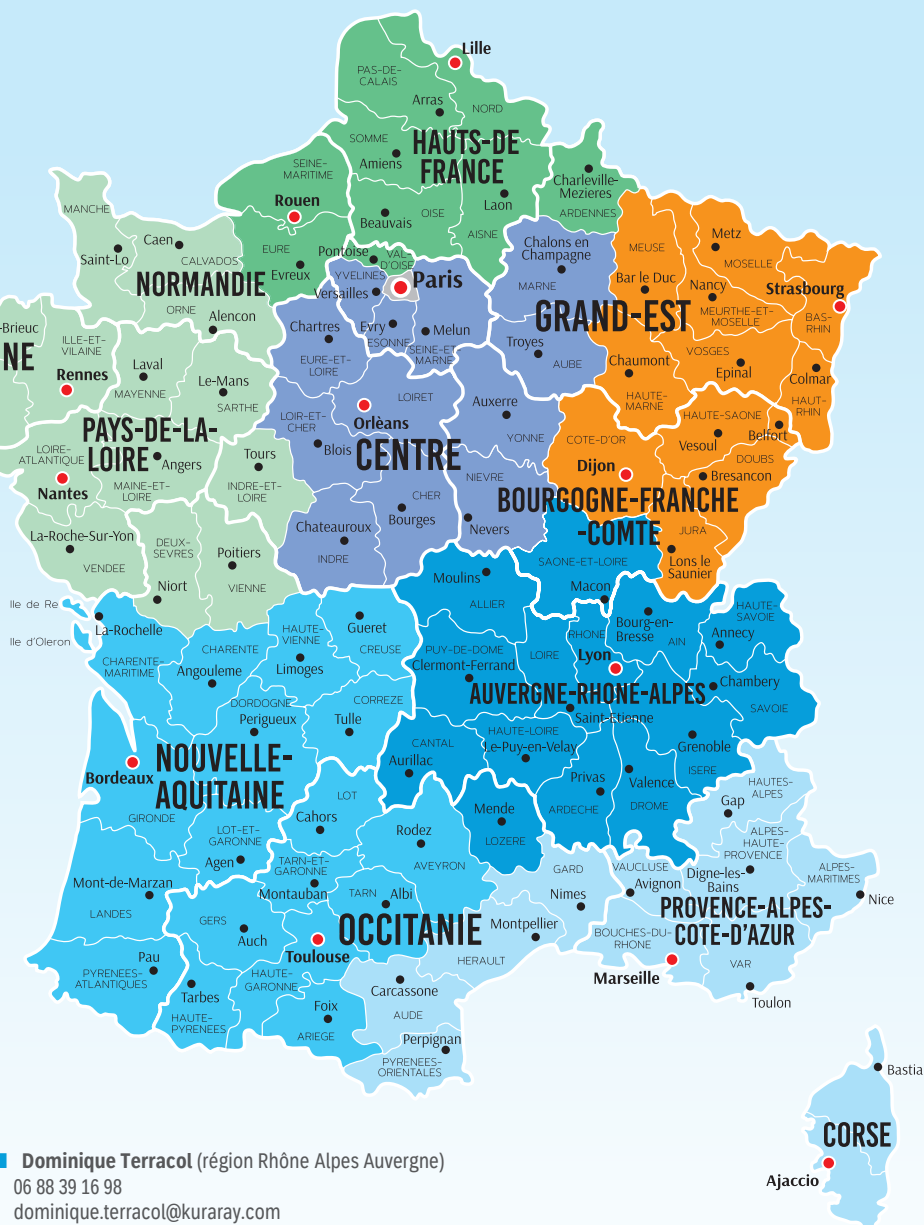 Lille
PAS-DE-
CALAIS
Arras
NORD
SOMME
HAUTS-DE
FRANCE
Amiens
SEINE-
MARITIME
Charleville-
Mezieres
Rouen
Laon
OISE
Beauvais
ARDENNES
MANCHE
AISNE
Caen
Saint-Lo
CALVADOS
EURE
Pontoise
VAL-
D'OISE
Chalons en
Champagne
MEUSE
Metz
MOSELLE
NORMANDIE
Evreux
YVELINES
Paris
Versailles
MARNE
Bar le Duc
Nancy
Strasbourg
ORNE
Alencon
GRAND-EST
MEURTHE-ET-
MOSELLE
BAS-
RHIN
-Brieuc
NE
ILLE-ET-
VILAINE
Chartres
Evry
Melun
ESONNE
SEINE-ET
MARNE
Troyes
AUBE
Chaumont
VOSGES
Epinal
Colmar
Rennes
Laval
MAYENNE
Le-Mans
SARTHE
EURE-ET-
LOIRE
HAUTE-
MARNE
HAUT-
RHIN
LOIR-ET-
CHER
LOIRET
Orlèans
Auxerre
YONNE
HAUTE-SAONE
Vesoul
Belfort
PAYS-DE-LA-
LOIRE
LOIRE-
ATLANTIQUE
Angers
Tours
Blois
CENTRE
COTE-D'OR
Dijon
DOUBS
Bresancon
Nantes
MAINE-ET-
LOIRE
INDRE-ET-
LOIRE
NIEVRE
CHER
Bourges
BOURGOGNE-FRANCHE
-COMTE
Nevers
La-Roche-Sur-Yon
VENDEE
DEUX-
SEVRES
Poitiers
Chateauroux
INDRE
JURA
Lons le
Saunier
Niort
VIENNE
SAONE-ET-LOIRE
Macon
Moulins
ALLIER
Ile de Re
La-Rochelle
Ile d'Oleron
HAUTE-
VIENNE
Gueret
CREUSE
RHONE
Bourg-en-
Bresse
AIN
HAUTE-
SAVOIE
Annecy
CHARENTE-
MARITIME
CHARENTE
Angouleme
Limoges
PUY-DE-DOME
Clermont-Ferrand
LOIRE
Lyon
AUVERGNE-RHONE-ALPES
Chambery
SAVOIE
DORDOGNE
Perigueux
CORREZE
Tulle
Saint-Etienne
HAUTE-LOIRE
Le-Puy-en-Velay
CANTAL
Aurillac
Grenoble
ISERE
Bordeaux
NOUVELLE-
AQUITAINE
GIRONDE
LOT
Cahors
Privas
ARDECHE
Valence
DROME
Mende
LOZERE
HAUTES-
ALPES
Gap
LOT-ET-
GARONNE
Agen
Rodez
AVEYRON
ALPES-
HAUTE-
PROVENCE
TARN-ET-
GARONNE
Montauban
Mont-de-Marzan
LANDES
TARN
Albi
GARD
Nimes
VAUCLUSE
Avignon
Digne-les-
Bains
ALPES-
MARITIMES
Nice
GERS
Auch
Toulouse
OCCITANIE
Montpellier
HERAULT
BOUCHES-DU-
RHONE
PROVENCE-ALPES-
COTE-D'AZUR
Marseille
VAR
Toulon
Pau
PYRENEES-
ATLANTIQUES
Tarbes
HAUTE-
PYRENEES
HAUTE-
GARONNE
Foix
ARIEGE
Carcassone
AUDE
Perpignan
PYRENEES-
ORIENTALES
Bastia
CORSE
Ajaccio
Dominique Terracol (région Rhône Alpes Auvergne)
06 88 39 16 98
dominique.terracol@kuraray.com